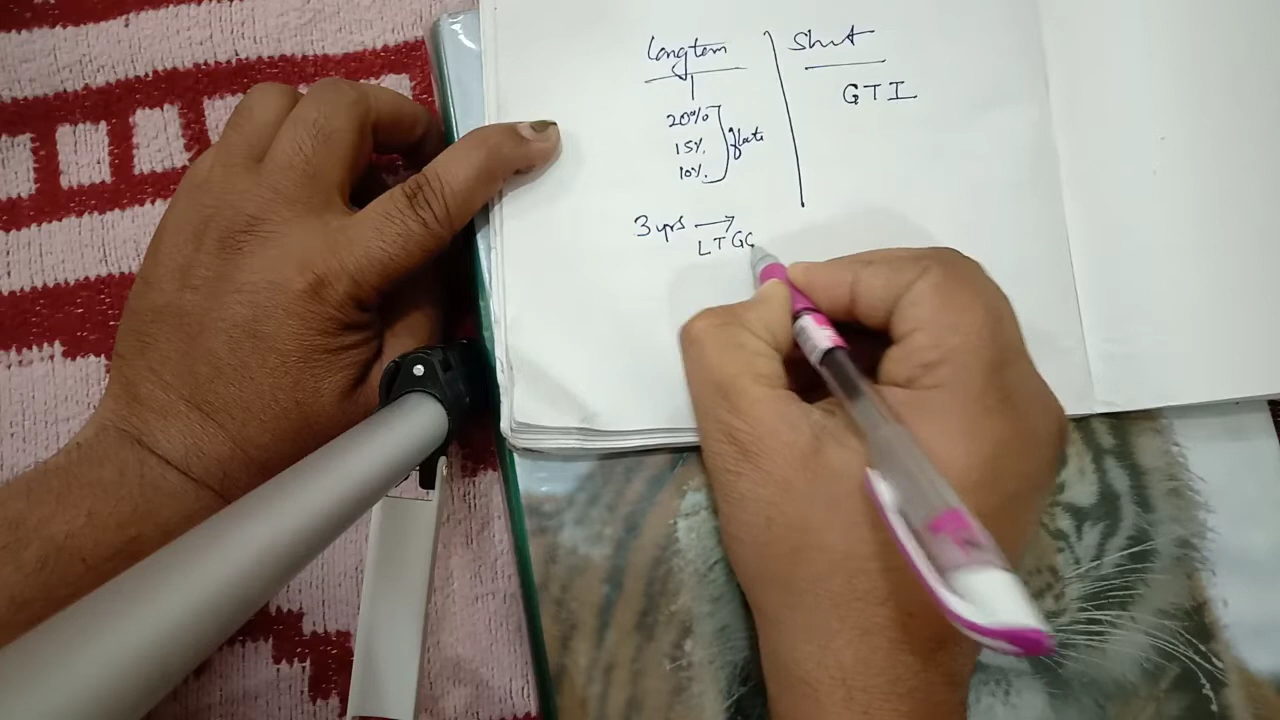 Longterm
20%
15%
10%
flat
3 yrs →
LTGC
Short
GTI